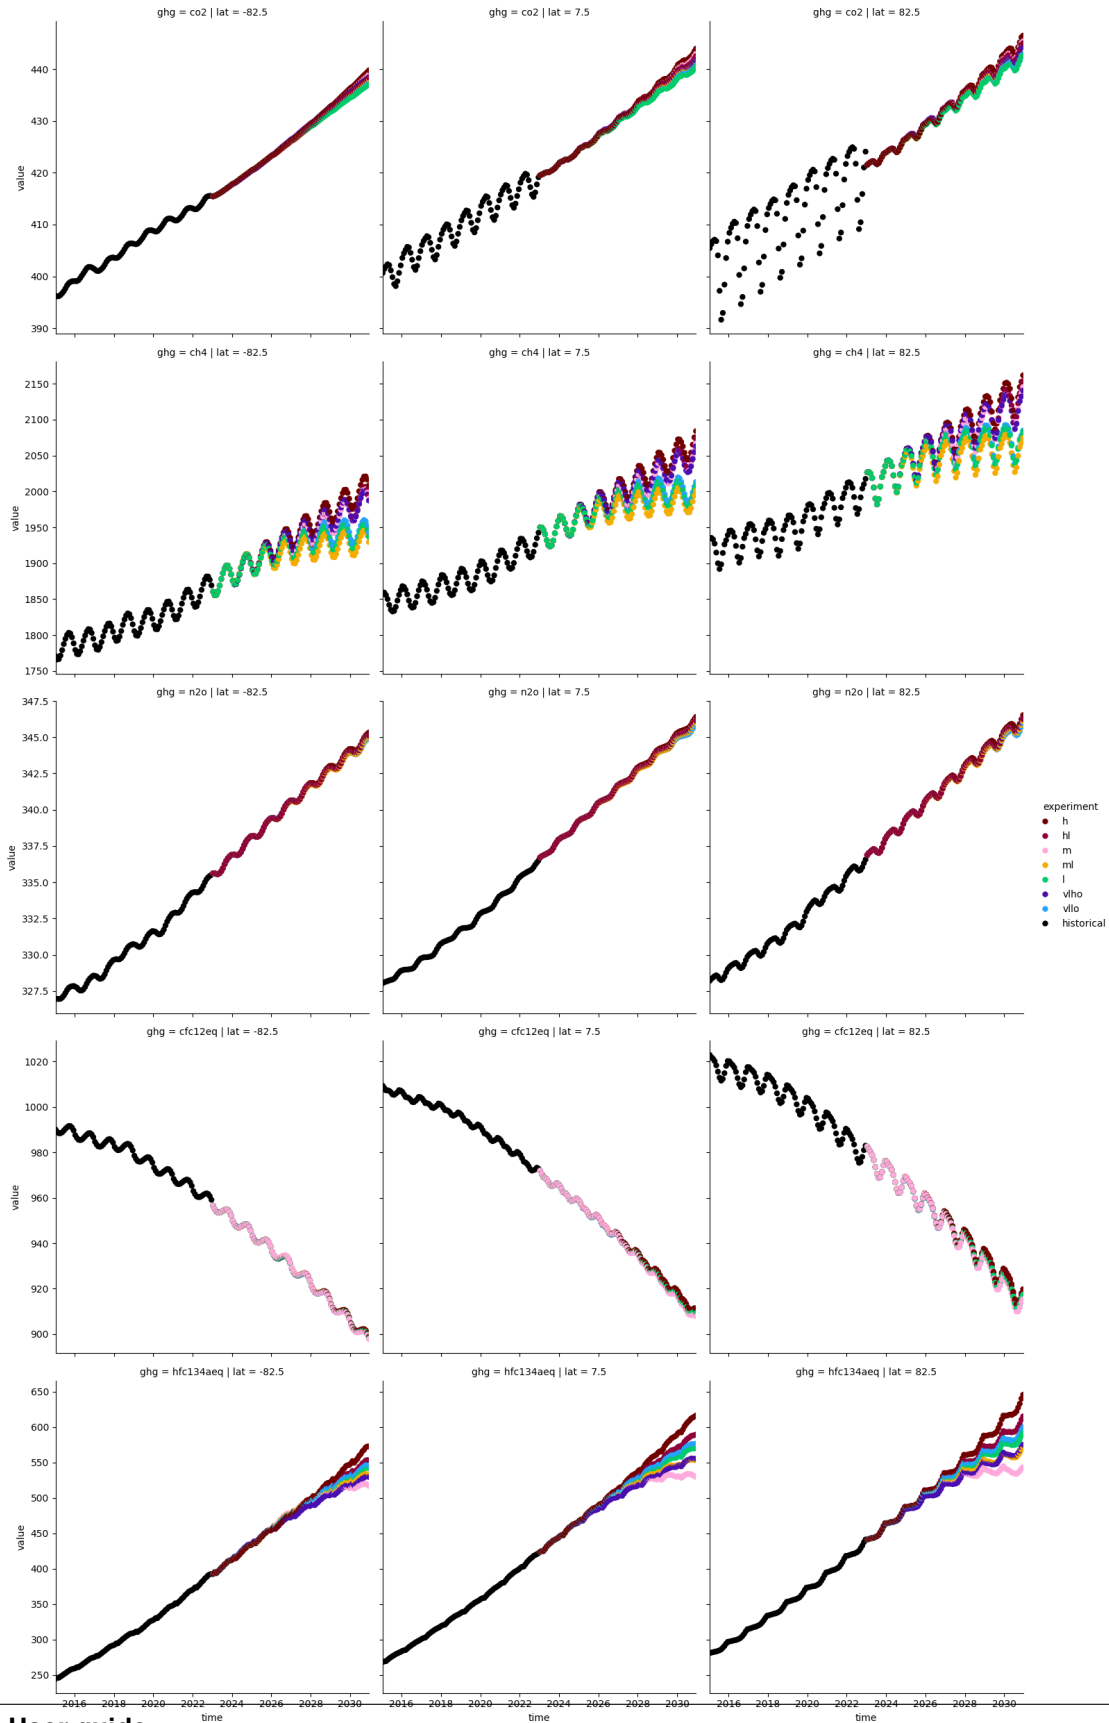 ghg = co2 | lat = -82.5
ghg = co2 | lat = 7.5
ghg = co2 | lat = 82.5
440
430
420
410
400
390
value
ghg = ch4 | lat = -82.5
ghg = ch4 | lat = 7.5
ghg = ch4 | lat = 82.5
2150
2100
2050
2000
1950
1900
1850
1800
1750
value
ghg = n2o | lat = -82.5
ghg = n2o | lat = 7.5
ghg = n2o | lat = 82.5
347.5
345.0
342.5
340.0
337.5
335.0
332.5
330.0
327.5
value
experiment
h
hl
m
ml
l
vlho
vllo
historical
ghg = cfc12eq | lat = -82.5
ghg = cfc12eq | lat = 7.5
ghg = cfc12eq | lat = 82.5
1020
1000
980
960
940
920
900
value
ghg = hfc134aeq | lat = -82.5
ghg = hfc134aeq | lat = 7.5
ghg = hfc134aeq | lat = 82.5
650
600
550
500
450
400
350
300
250
value
2016 2018 2020 2022 2024 2026 2028 2030
2016 2018 2020 2022 2024 2026 2028 2030
2016 2018 2020 2022 2024 2026 2028 2030
time
time
time
User guide